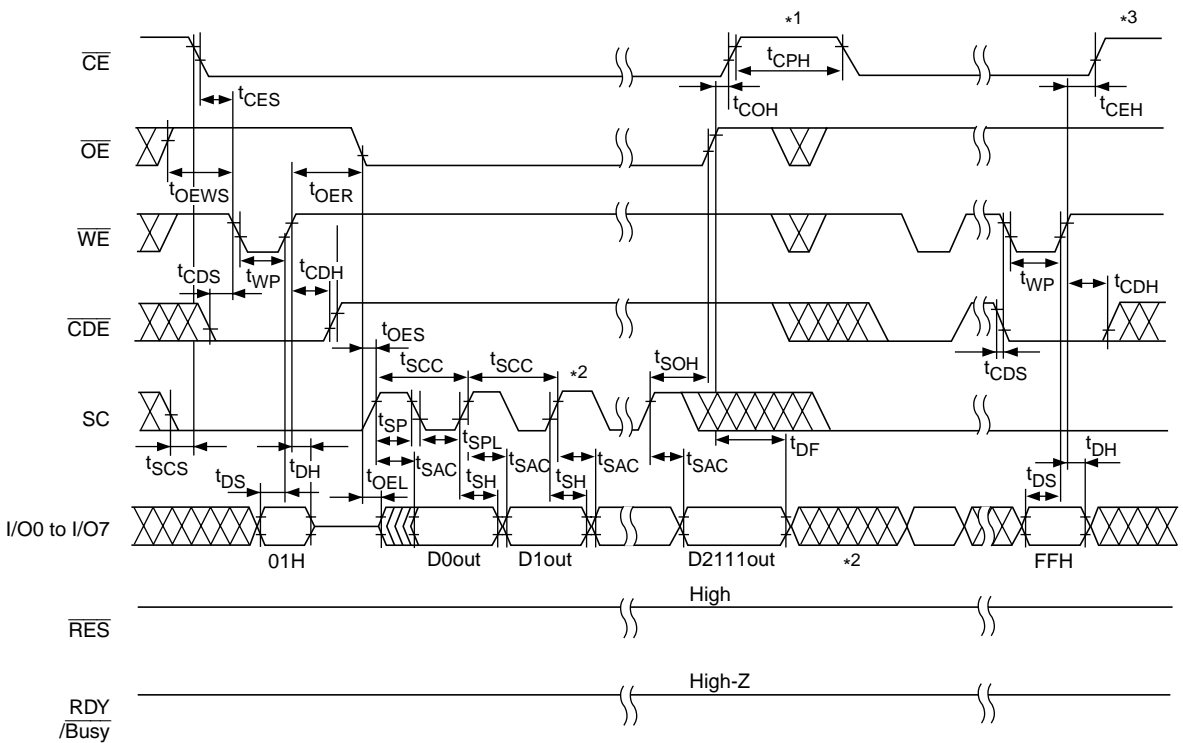 *1
*3
CE
tCPH
tCES
tCOH
tCEH
OE
tOEWS
tOER
WE
tCDS
tWP
tCDH
tWP
tCDH
CDE
tOES
tSCC
tSCC
*2
tSOH
tCDS
SC
tSP
tSPL
tDF
tSCS
tDH
tSAC
tSAC
tSAC
tSAC
tDH
tDS
tOEL
tSH
tSH
tDS
I/O0 to I/O7
01H
D0out
D1out
D2111out
*2
FFH
High
RES
High-Z
RDY
/Busy